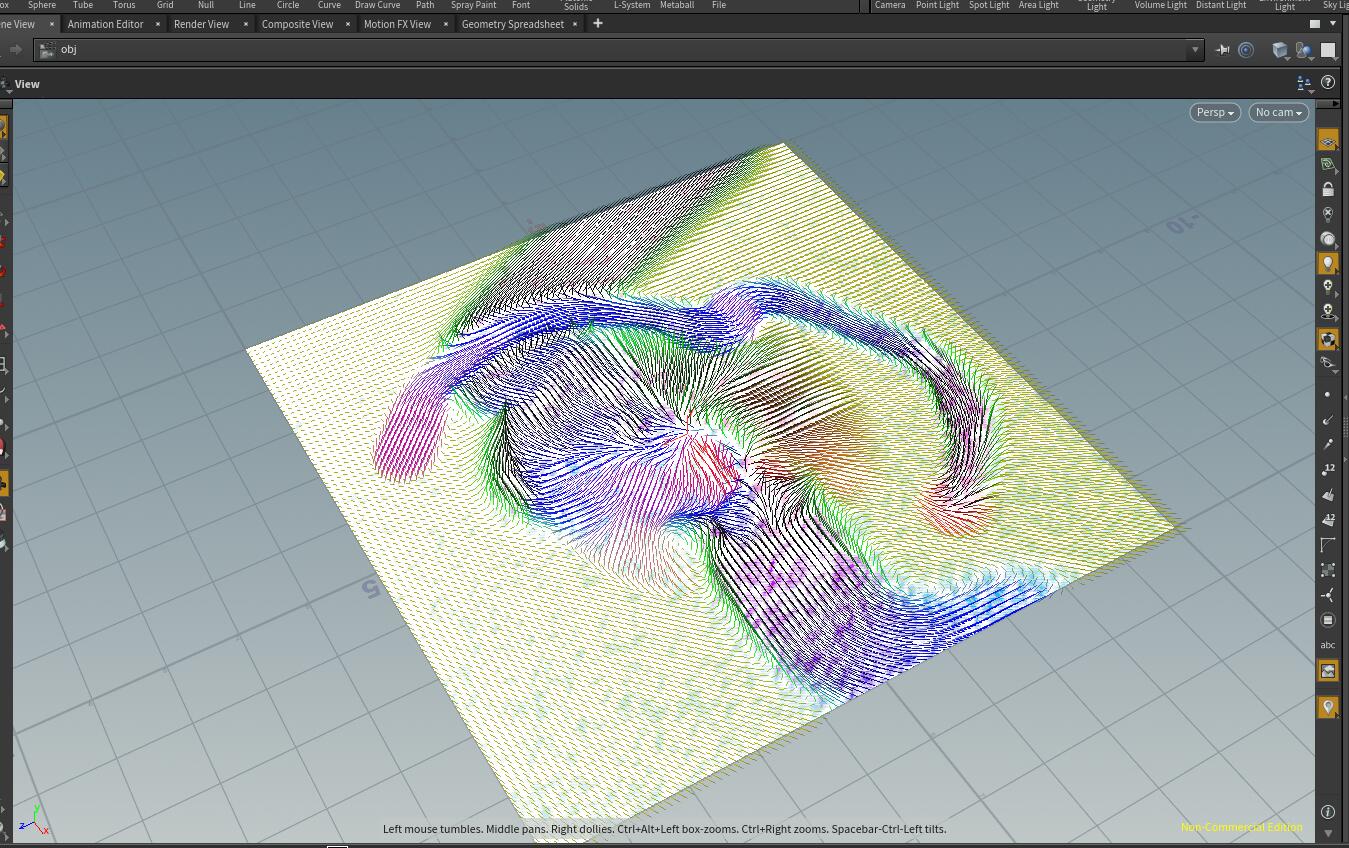 ox Sphere Tube Torus Grid Null Line Circle Curve Draw Curve Path Spray Paint Font Solids L-System Metaball File Camera Point Light Spot Light Area Light Light Volume Light Distant Light Light Sky Lig
ne View × Animation Editor × Render View × Composite View × Motion FX View × Geometry Spreadsheet ×
obj
View
Persp No cam
-10
5
12
12
abc
y
z x
Left mouse tumbles. Middle pans. Right dollies. Ctrl+Alt+Left box-zooms. Ctrl+Right zooms. Spacebar-Ctrl-Left tilts.
Non-Commercial Edition